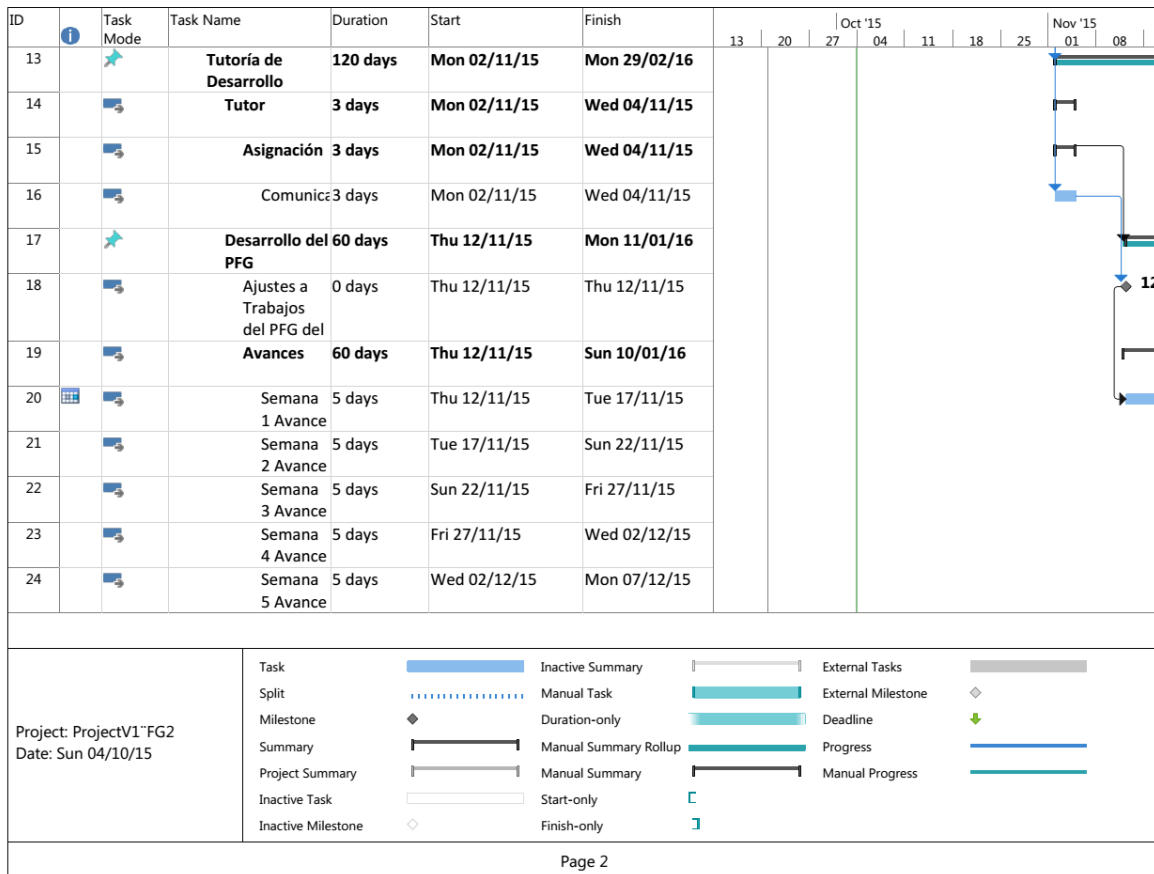 ID Task Mode Task Name Duration Start Finish
Oct '15 Nov '15
13 20 27 04 11 18 25 01 08
13 Tutoría de Desarrollo 120 days Mon 02/11/15 Mon 29/02/16
14 Tutor 3 days Mon 02/11/15 Wed 04/11/15
15 Asignación 3 days Mon 02/11/15 Wed 04/11/15
16 Comunica 3 days Mon 02/11/15 Wed 04/11/15
17 Desarrollo del PFG 60 days Thu 12/11/15 Mon 11/01/16
18 Ajustes a Trabajos del PFG del 0 days Thu 12/11/15 Thu 12/11/15
12
19 Avances 60 days Thu 12/11/15 Sun 10/01/16
20 Semana 1 Avance 5 days Thu 12/11/15 Tue 17/11/15
21 Semana 2 Avance 5 days Tue 17/11/15 Sun 22/11/15
22 Semana 3 Avance 5 days Sun 22/11/15 Fri 27/11/15
23 Semana 4 Avance 5 days Fri 27/11/15 Wed 02/12/15
24 Semana 5 Avance 5 days Wed 02/12/15 Mon 07/12/15
Project: ProjectV1¨FG2
Date: Sun 04/10/15
Task
Split
Milestone
Summary
Project Summary
Inactive Task
Inactive Milestone
Inactive Summary
Manual Task
Duration-only
Manual Summary Rollup
Manual Summary
Start-only
Finish-only
External Tasks
External Milestone
Deadline
Progress
Manual Progress
Page 2